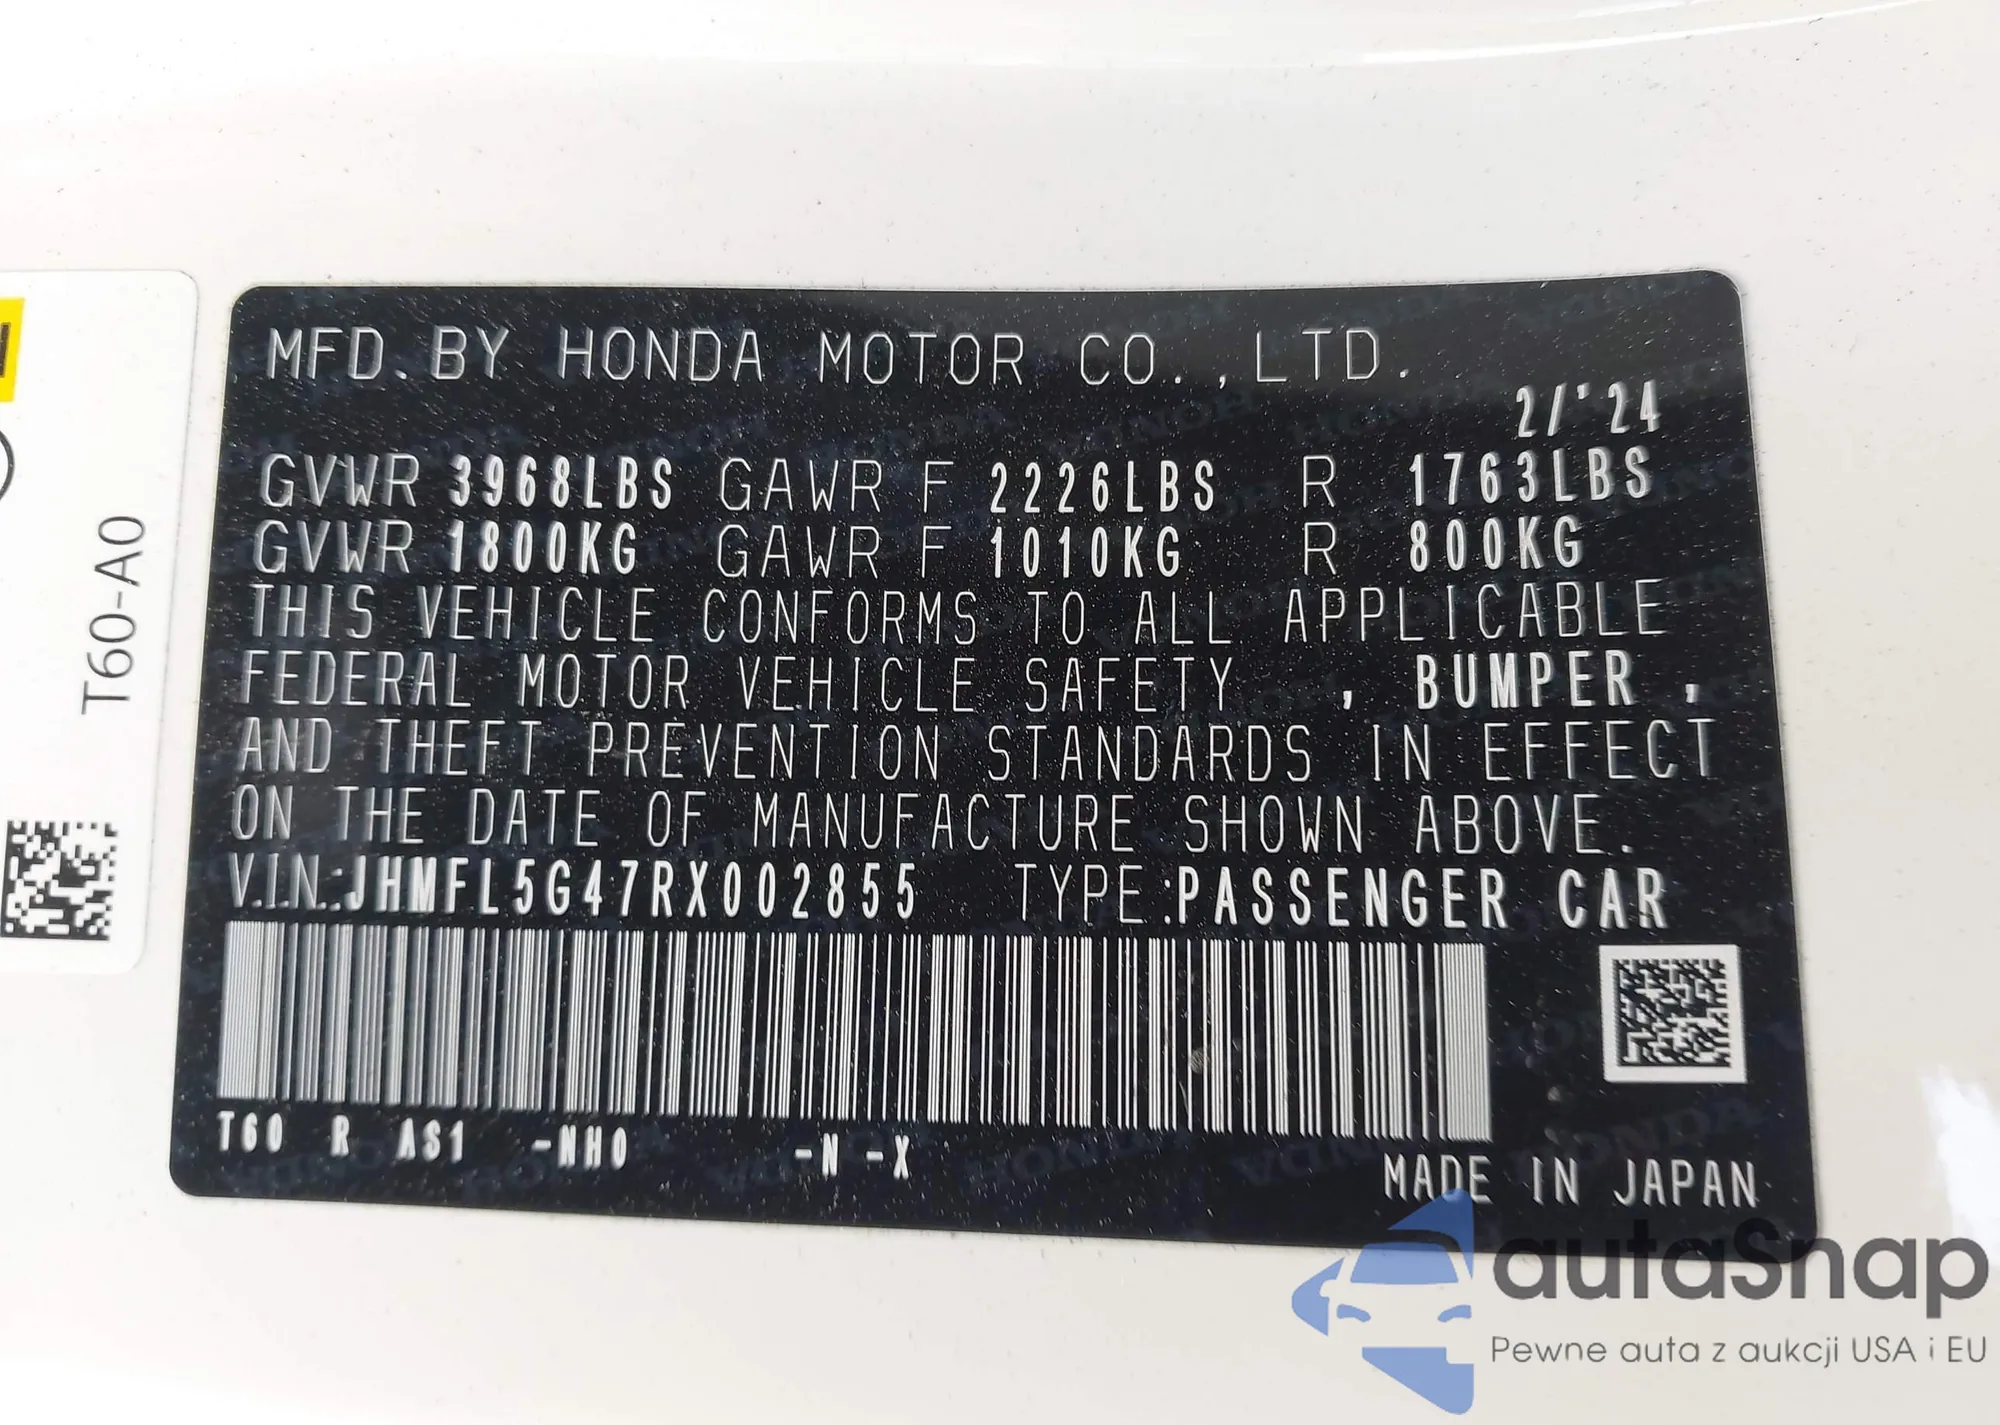 MFD. BY HONDA MOTOR CO.,LTD.
2/'24
GVWR 3968LBS GAWR F 2226LBS R 1763LBS
GVWR 1800KG GAWR F 1010KG R 800KG
THIS VEHICLE CONFORMS TO ALL APPLICABLE
FEDERAL MOTOR VEHICLE SAFETY , BUMPER ,
AND THEFT PREVENTION STANDARDS IN EFFECT
ON THE DATE OF MANUFACTURE SHOWN ABOVE.
V.I.N.:JHMFL5G47RX002855 TYPE:PASSENGER CAR
T60 R AS1 -NH0 -N -X
MADE IN JAPAN
T60-A0
autaSnap
Pewne auta z aukcji USA i EU